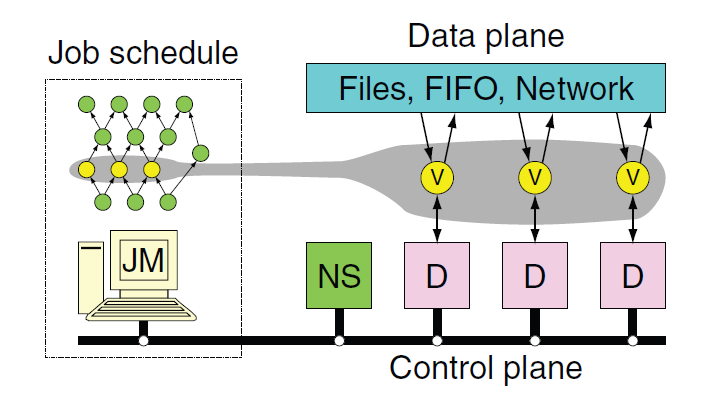 Data plane
Job schedule
Files, FIFO, Network
V V V
JM NS D D D
Control plane